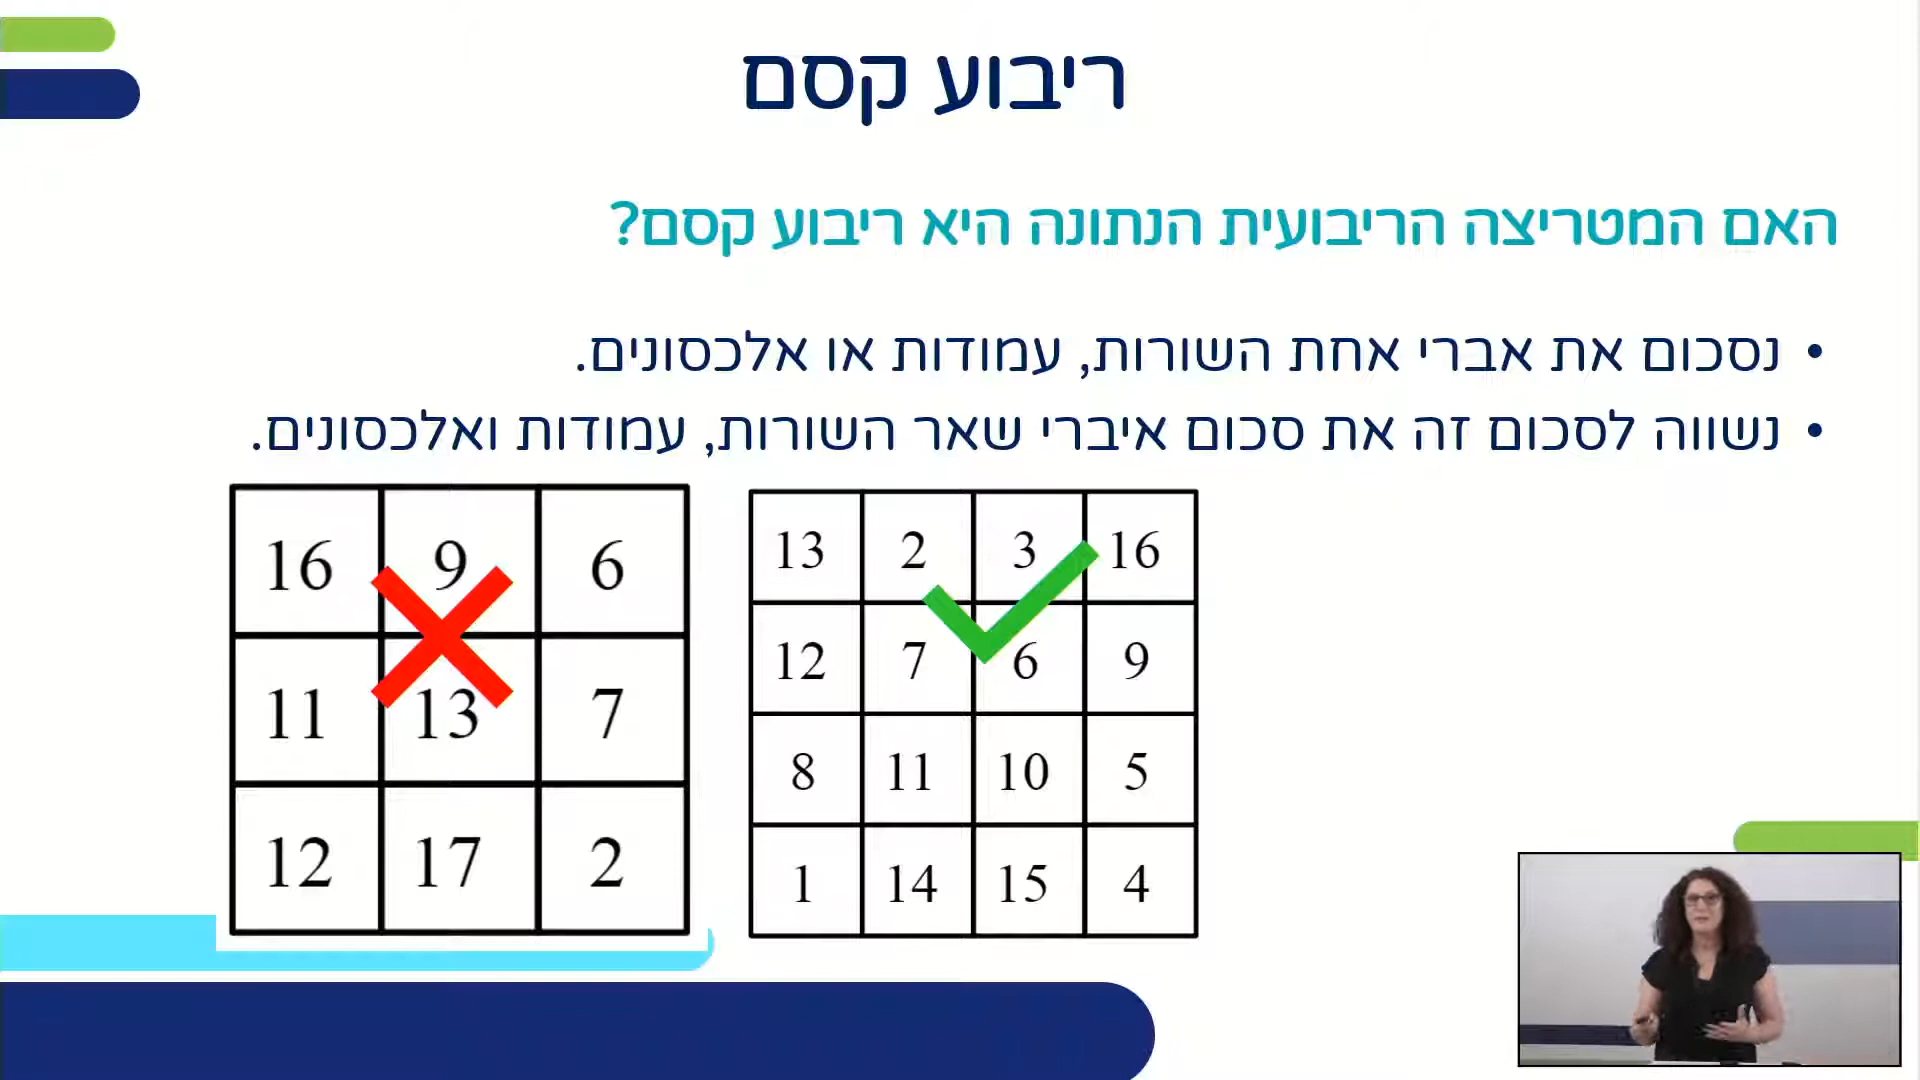 ריבוע קסם
האם המטריצה הריבועית הנתונה היא ריבוע קסם?
• נסכום את אברי אחת השורות, עמודות או אלכסונים.
• נשווה לסכום זה את סכום איברי שאר השורות, עמודות ואלכסונים.
16 9 6
11 13 7
12 17 2
13 2 3 16
12 7 6 9
8 11 10 5
1 14 15 4